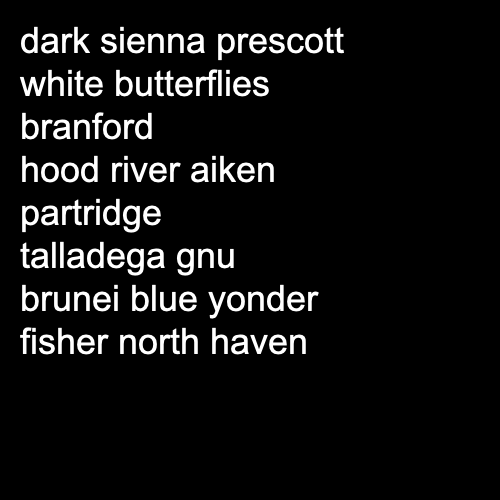 dark sienna prescott
white butterflies
branford
hood river aiken
partridge
talladega gnu
brunei blue yonder
fisher north haven